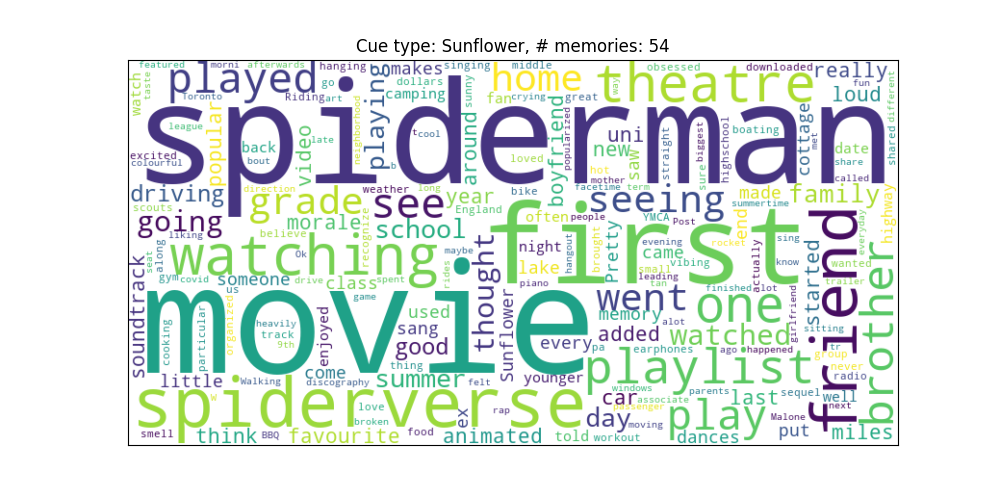 Cue type: Sunflower, # memories: 54
featured morni afterwards hanging makes singing middle obsessed downloaded really
watch taste played Toronto Riding art go dollars camping home fan crying great theatre way loud fun different
spiderman
league popular colourful excited back bout video late neighborhood playing t cool b around sunny loved boyfriend popularized uni new saw hot straight sure biggest highschool boating cottage met date share called shared
driving scouts direction grade weather see long year England bike facetime mother term seeing made summertime family highway
going liking morale believe recognize school often people YMCA Post end rocket sing wanted everyday
watching first
seat along gym covid someone Ok us class drive spent rides thought maybe night lake hangout brought Pretty evening small vibing came leading tan actually know started friend brother trailer
soundtrack movie
cooking particular organized heavily track 9th enjoyed game used sang good memory piano Sunflower every pa went added alot one finished lot watched girlfriend sitting tr group never radio
little Walking come discography thing summer felt younger earphones ago happened playlist windows parents sequel well next
spiderverse
w love broken ex rap car associate passenger day moving play last Malone put miles
smell think BBQ favourite food animated told workout dances